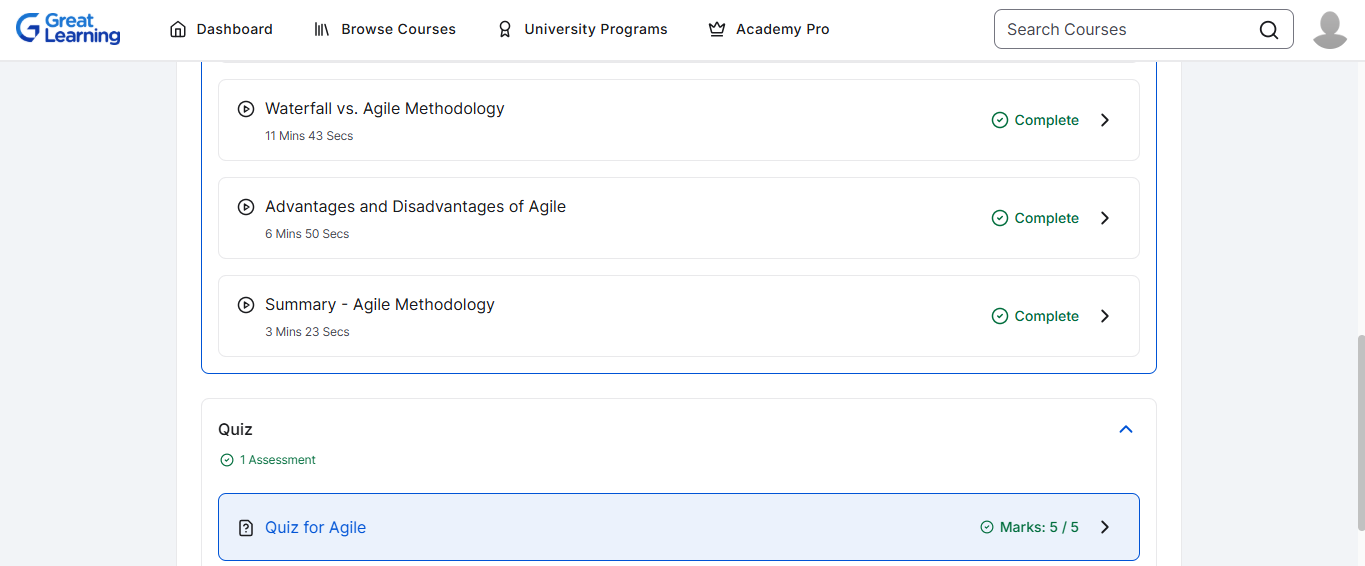 Great
Learning
Dashboard
Browse Courses
University Programs
Academy Pro
Search Courses
Waterfall vs. Agile Methodology
11 Mins 43 Secs
Complete
Advantages and Disadvantages of Agile
6 Mins 50 Secs
Complete
Summary - Agile Methodology
3 Mins 23 Secs
Complete
Quiz
1 Assessment
Quiz for Agile
Marks: 5 / 5